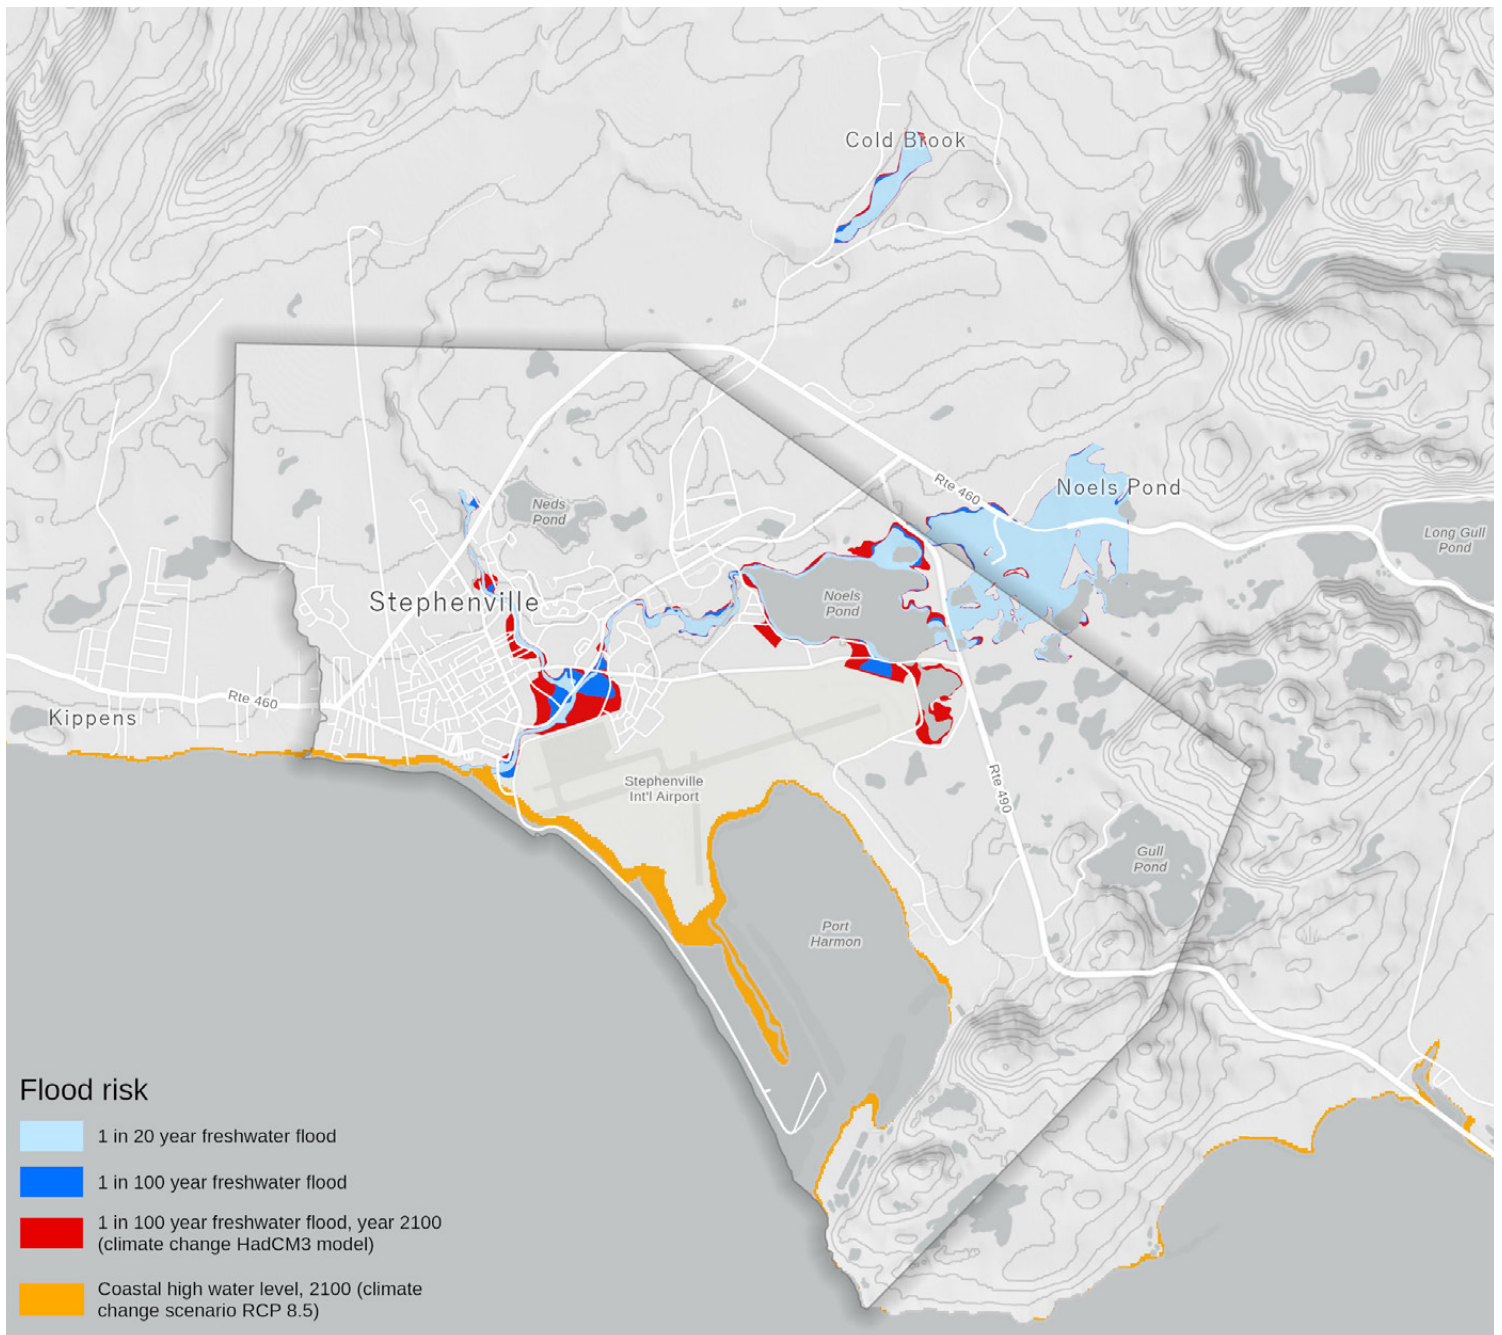 Cold Brook
Rte 460
Noels Pond
Neds
Pond
Long Gull
Pond
Stephenville
Noels
Pond
Rte 460
Kippens
Stephenville
Int'l Airport
Rte 490
Gull
Pond
Port
Harmon
Flood risk
1 in 20 year freshwater flood
1 in 100 year freshwater flood
1 in 100 year freshwater flood, year 2100
(climate change HadCM3 model)
Coastal high water level, 2100 (climate
change scenario RCP 8.5)